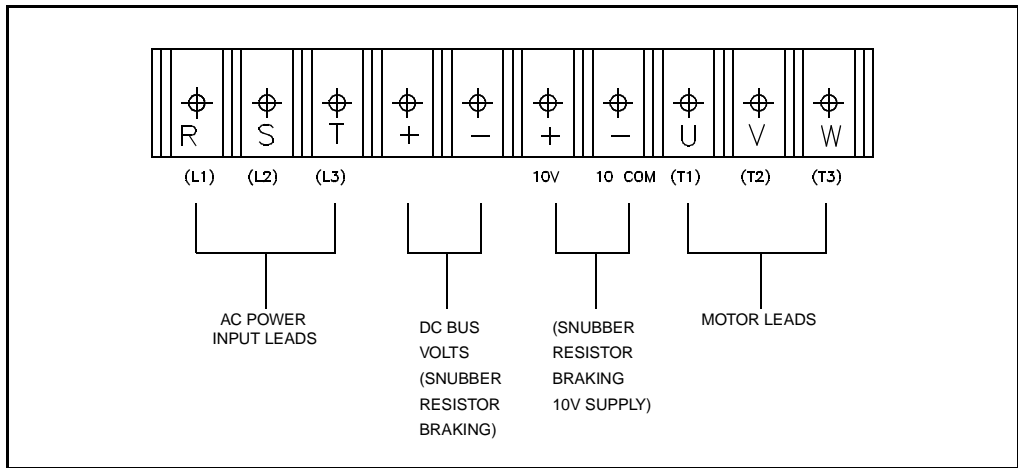 R S T + – + – U V W
(L1) (L2) (L3) 10V 10 COM (T1) (T2) (T3)
AC POWER
INPUT LEADS
DC BUS
VOLTS
(SNUBBER
RESISTOR
BRAKING)
(SNUBBER
RESISTOR
BRAKING
10V SUPPLY)
MOTOR LEADS